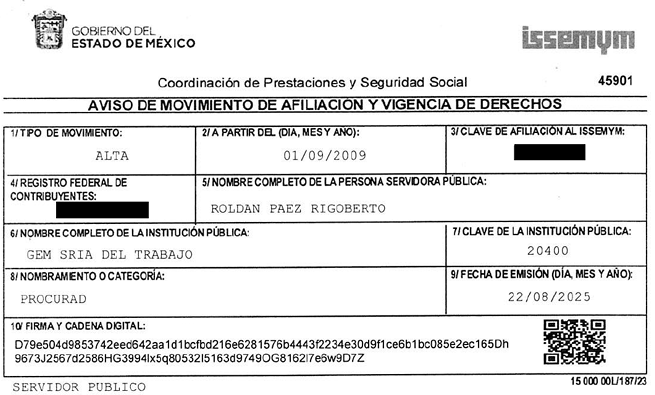 GOBIERNO DEL
ESTADO DE MÉXICO
issemym
Coordinación de Prestaciones y Seguridad Social
45901
AVISO DE MOVIMIENTO DE AFILIACIÓN Y VIGENCIA DE DERECHOS
1/ TIPO DE MOVIMIENTO:
ALTA
2/ A PARTIR DEL (DÍA, MES Y AÑO):
01/09/2009
3/ CLAVE DE AFILIACIÓN AL ISSEMYM:
4/ REGISTRO FEDERAL DE
CONTRIBUYENTES:
5/ NOMBRE COMPLETO DE LA PERSONA SERVIDORA PÚBLICA:
ROLDAN PAEZ RIGOBERTO
6/ NOMBRE COMPLETO DE LA INSTITUCIÓN PÚBLICA:
GEM SRIA DEL TRABAJO
7/ CLAVE DE LA INSTITUCIÓN PÚBLICA:
20400
8/ NOMBRAMIENTO O CATEGORÍA:
PROCURAD
9/ FECHA DE EMISIÓN (DÍA, MES Y AÑO):
22/08/2025
10/ FIRMA Y CADENA DIGITAL:
D79e504d9853742eed642aa1d1bcfbd216e6281576b4443f2234e30d9f1ce6b1bc085e2ec165Dh
9673J2567d2586HG3994lx5q80532I5163d9749OG8162I7e6w9D7Z
SERVIDOR PUBLICO
15 000 00L/187/23